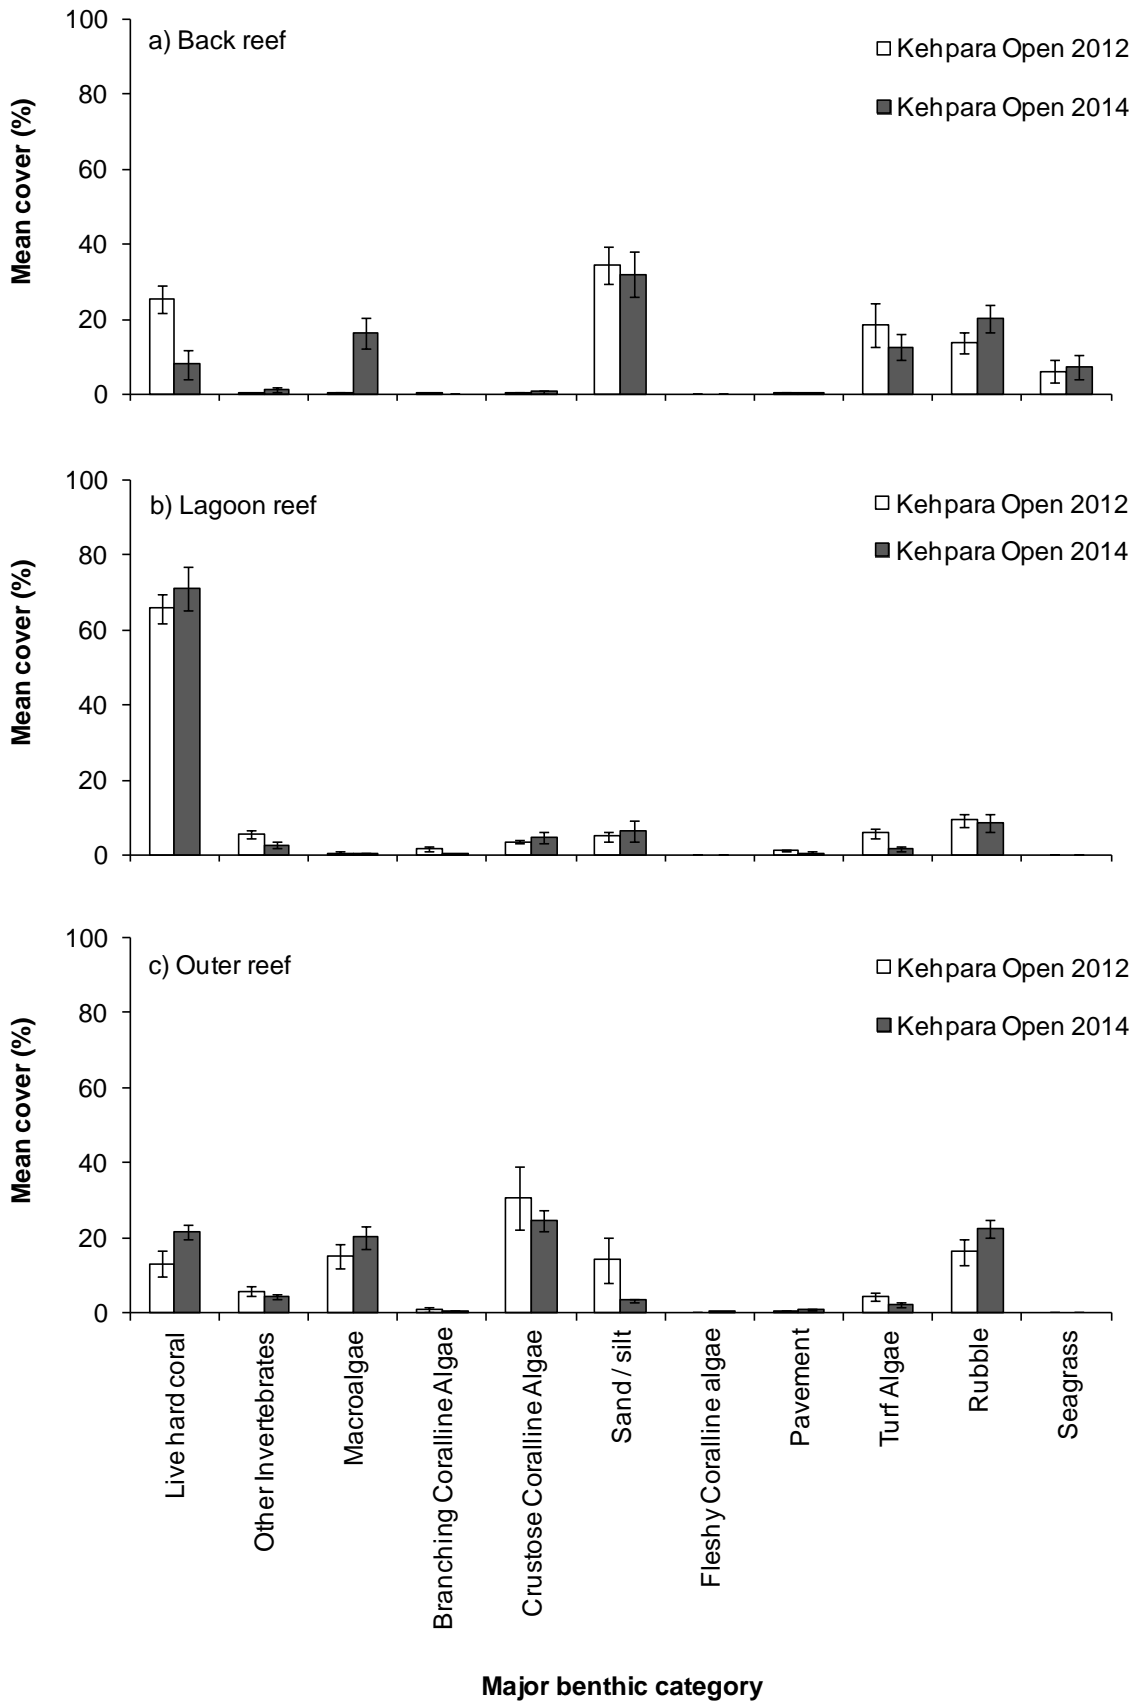 a) Back reef
Kehpara Open 2012
Kehpara Open 2014
Mean cover (%)
100
80
60
40
20
0
b) Lagoon reef
Kehpara Open 2012
Kehpara Open 2014
Mean cover (%)
100
80
60
40
20
0
c) Outer reef
Kehpara Open 2012
Kehpara Open 2014
Mean cover (%)
100
80
60
40
20
0
Live hard coral
Other Invertebrates
Macroalgae
Branching Coralline Algae
Crustose Coralline Algae
Sand / silt
Fleshy Coralline algae
Pavement
Turf Algae
Rubble
Seagrass
Major benthic category